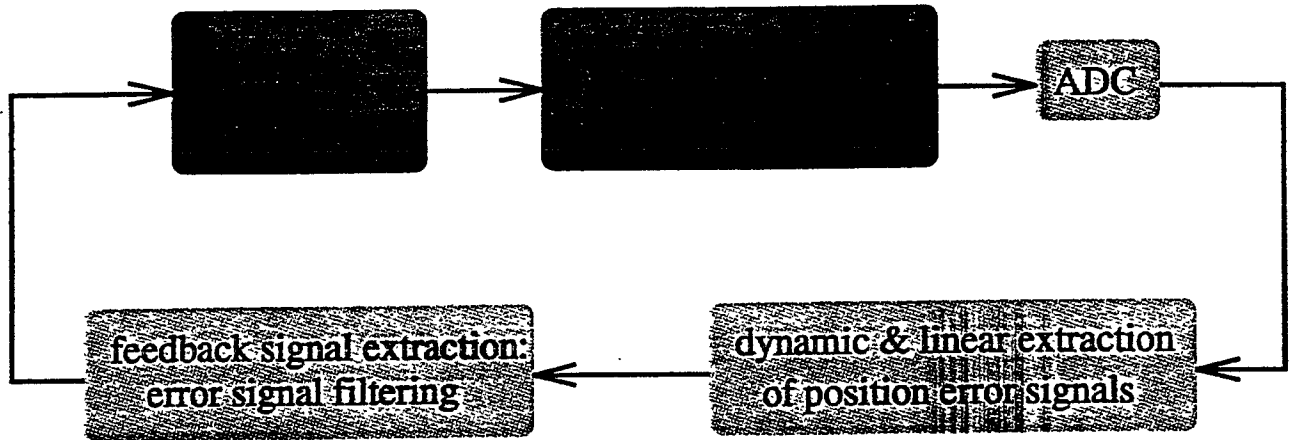 ADC
feedback signal extraction:
error signal filtering
dynamic & linear extraction
of position error signals